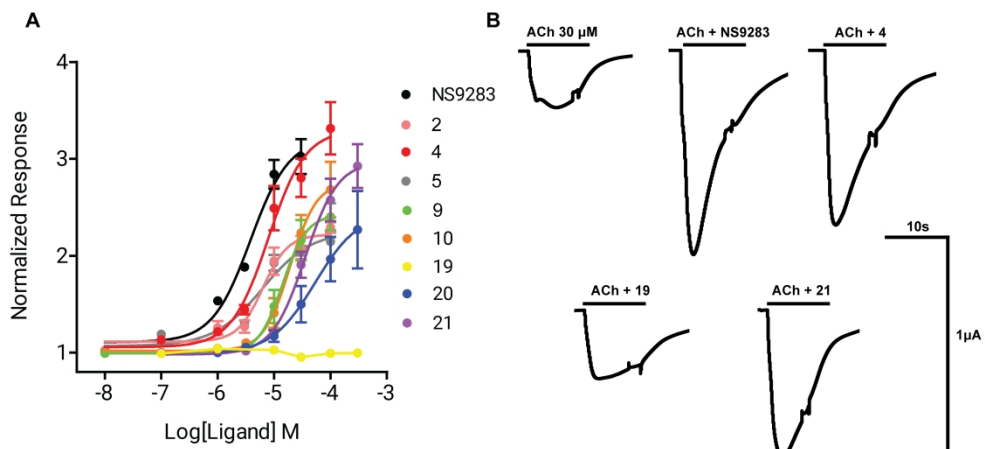 A
B
Normalized Response
4
3
2
1
-8 -7 -6 -5 -4 -3
Log[Ligand] M
NS9283
2
4
5
9
10
19
20
21
ACh 30 µM
ACh + NS9283
ACh + 4
10s
1µA
ACh + 19
ACh + 21